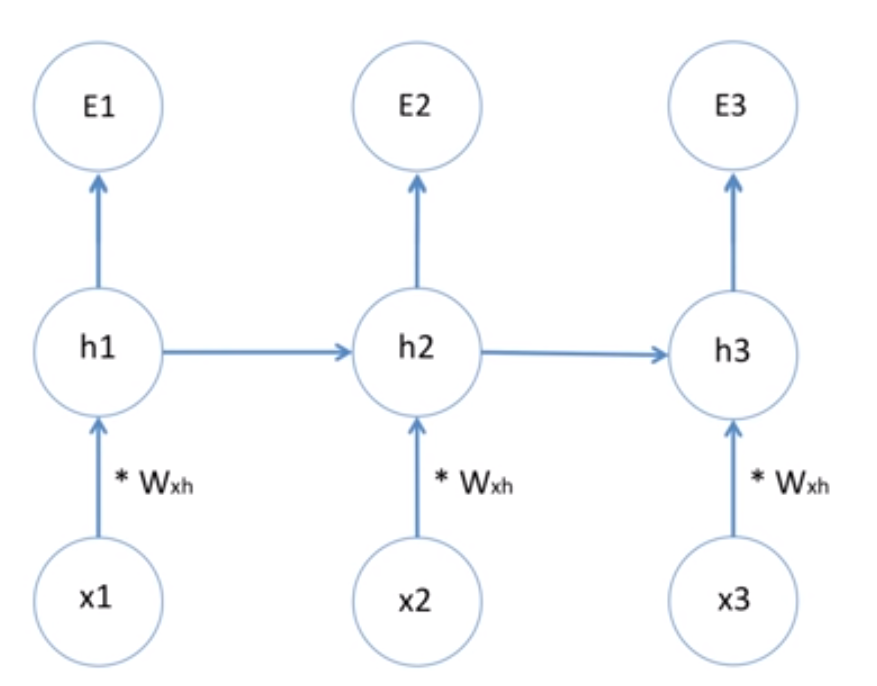 E1 E2 E3
h1 h2 h3
* Wxh * Wxh * Wxh
x1 x2 x3